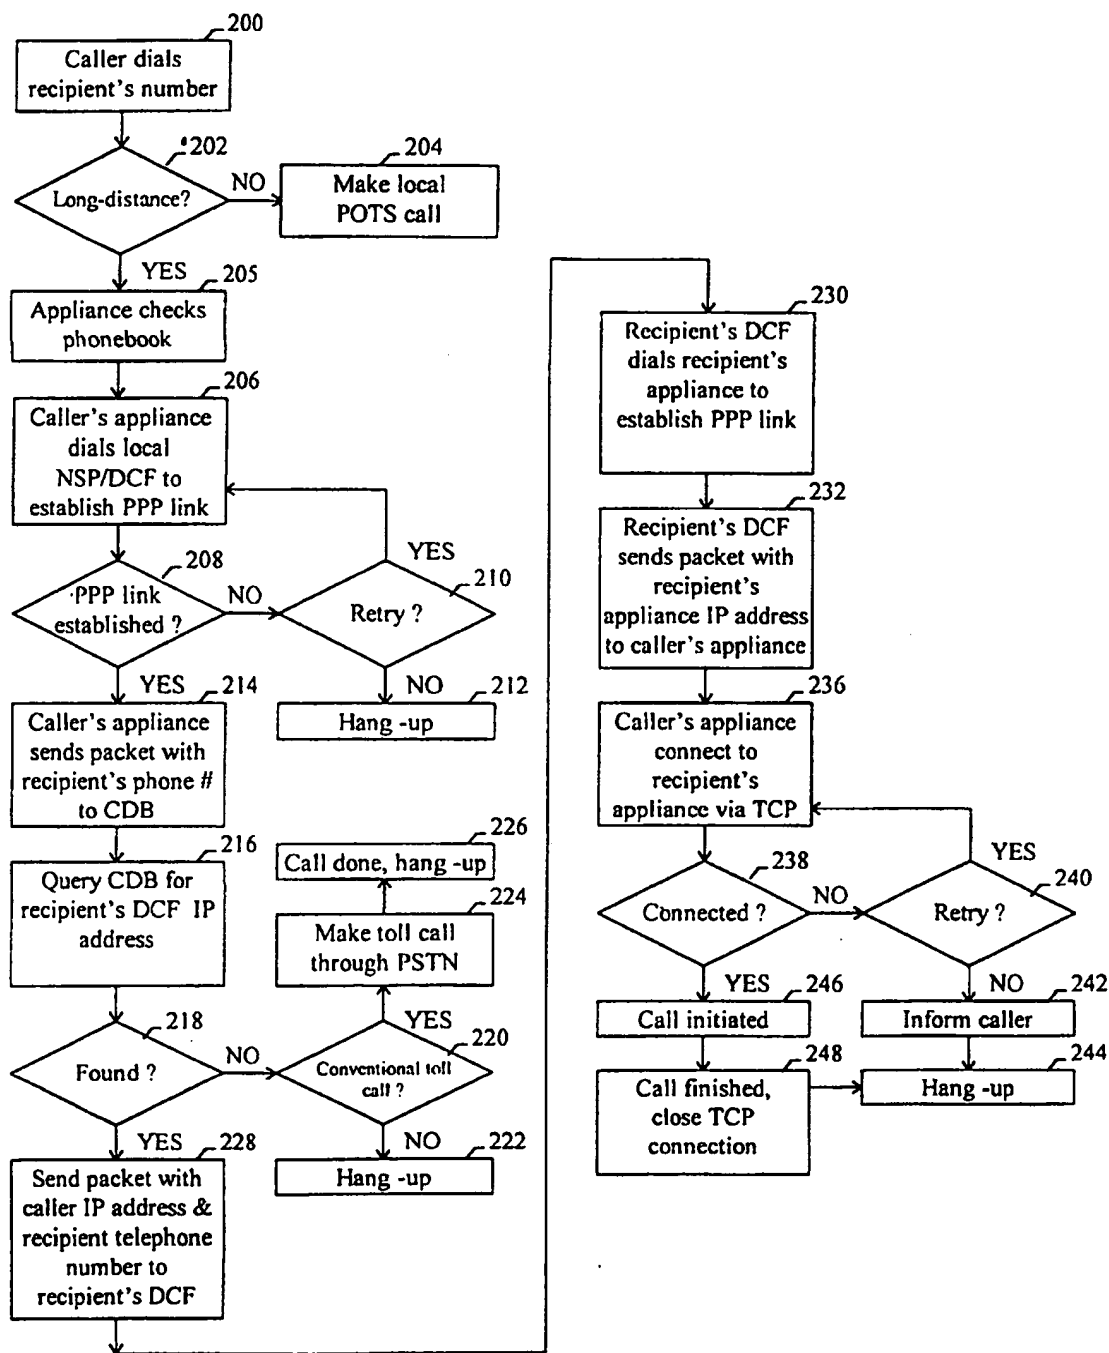 200
Caller dials
recipient's number
202
Long-distance?
NO
204
Make local
POTS call
YES
205
Appliance checks
phonebook
206
Caller's appliance
dials local
NSP/DCF to
establish PPP link
208
PPP link
established ?
NO
YES
210
Retry ?
NO
212
Hang -up
YES
214
Caller's appliance
sends packet with
recipient's phone #
to CDB
216
Query CDB for
recipient's DCF IP
address
218
Found ?
NO
226
Call done, hang -up
224
Make toll call
through PSTN
YES
220
Conventional toll
call ?
NO
222
Hang -up
YES
228
Send packet with
caller IP address &
recipient telephone
number to
recipient's DCF
230
Recipient's DCF
dials recipient's
appliance to
establish PPP link
232
Recipient's DCF
sends packet with
recipient's
appliance IP address
to caller's appliance
236
Caller's appliance
connect to
recipient's
appliance via TCP
238
Connected ?
NO
YES
240
Retry ?
YES
246
Call initiated
NO
242
Inform caller
248
Call finished,
close TCP
connection
244
Hang -up